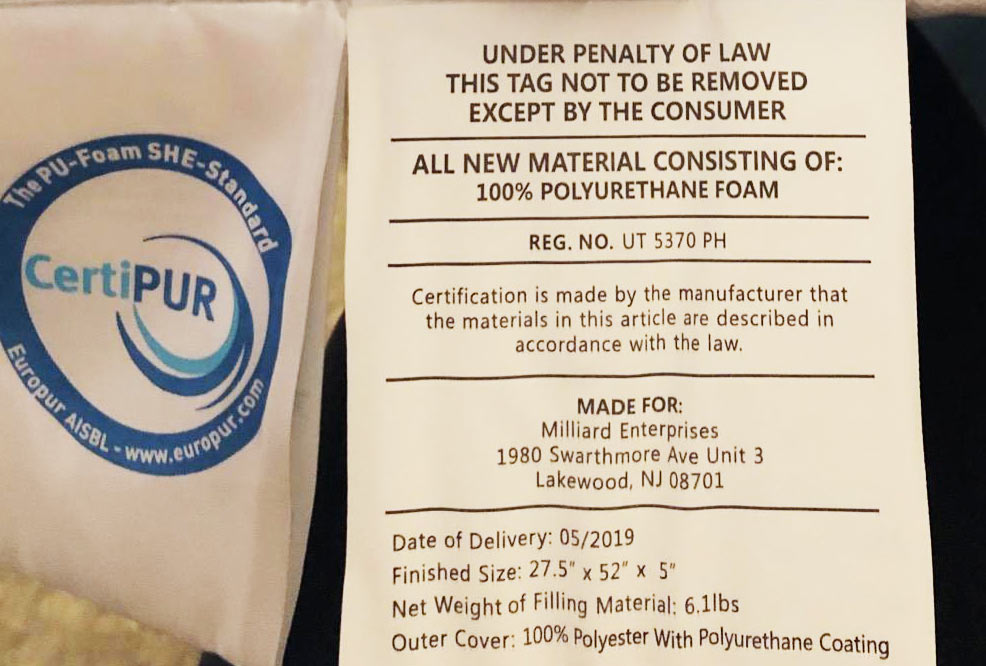 The PU-Foam SHE-Standard
CertiPUR
Europur AISBL - www.europur.com
UNDER PENALTY OF LAW
THIS TAG NOT TO BE REMOVED
EXCEPT BY THE CONSUMER
ALL NEW MATERIAL CONSISTING OF:
100% POLYURETHANE FOAM
REG. NO. UT 5370 PH
Certification is made by the manufacturer that
the materials in this article are described in
accordance with the law.
MADE FOR:
Milliard Enterprises
1980 Swarthmore Ave Unit 3
Lakewood, NJ 08701
Date of Delivery: 05/2019
Finished Size: 27.5" x 52" x 5"
Net Weight of Filling Material: 6.1lbs
Outer Cover: 100% Polyester With Polyurethane Coating